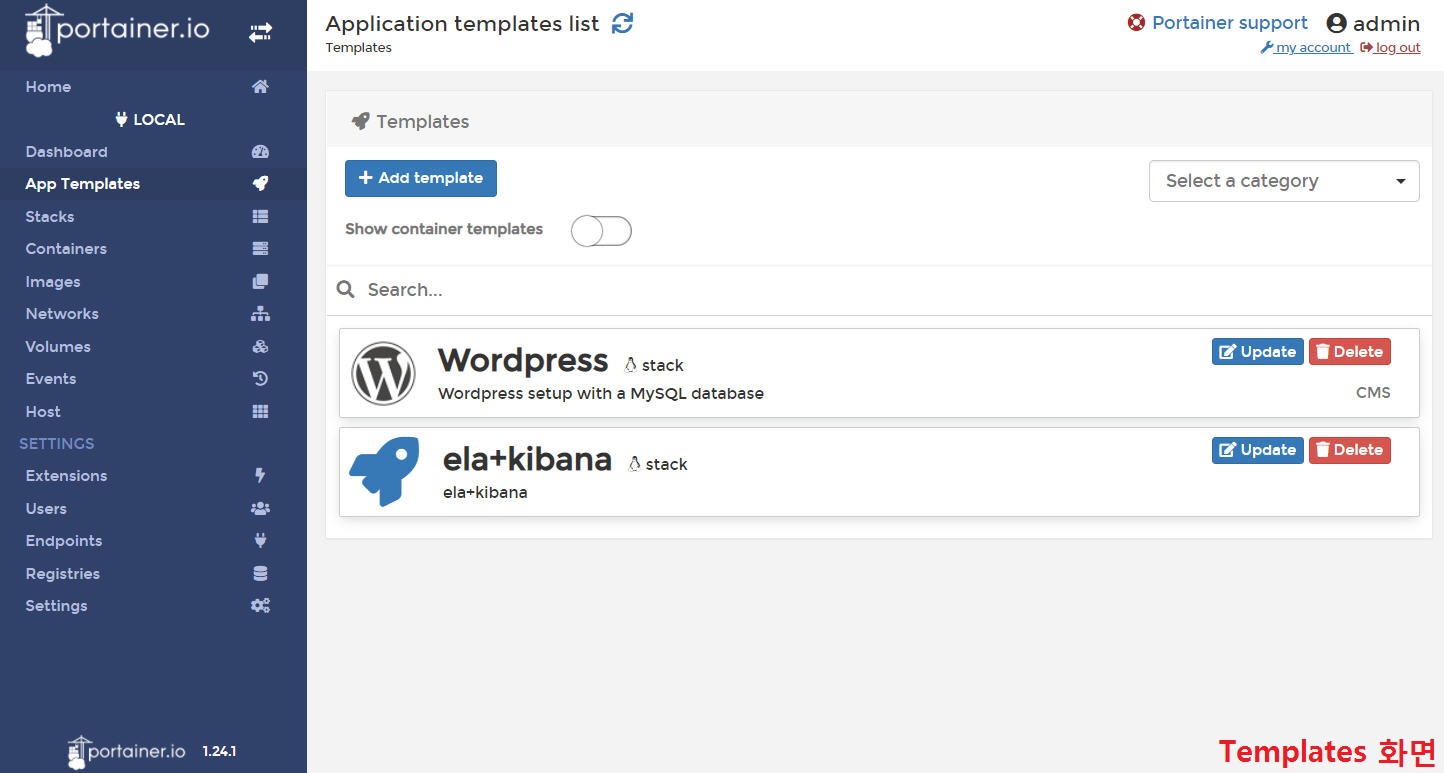 portainer.io
Application templates list
Portainer support admin
Templates
my account log out
Home
LOCAL
Dashboard
App Templates
Stacks
Containers
Images
Networks
Volumes
Events
Host
SETTINGS
Extensions
Users
Endpoints
Registries
Settings
portainer.io 1.24.1
Templates
Add template
Select a category
Show container templates
Search...
Wordpress stack
Update Delete
Wordpress setup with a MySQL database
CMS
ela+kibana stack
Update Delete
ela+kibana
Templates 화면